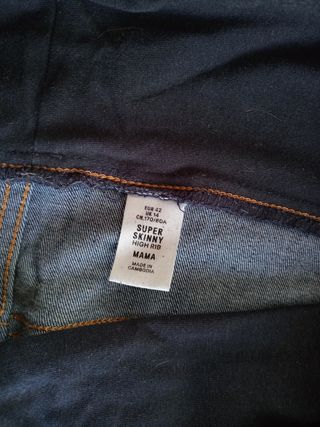 EUR 42
UK 14
CN.170/80A
SUPER
SKINNY
HIGH RIB
MAMA
MADE IN
CAMBODIA